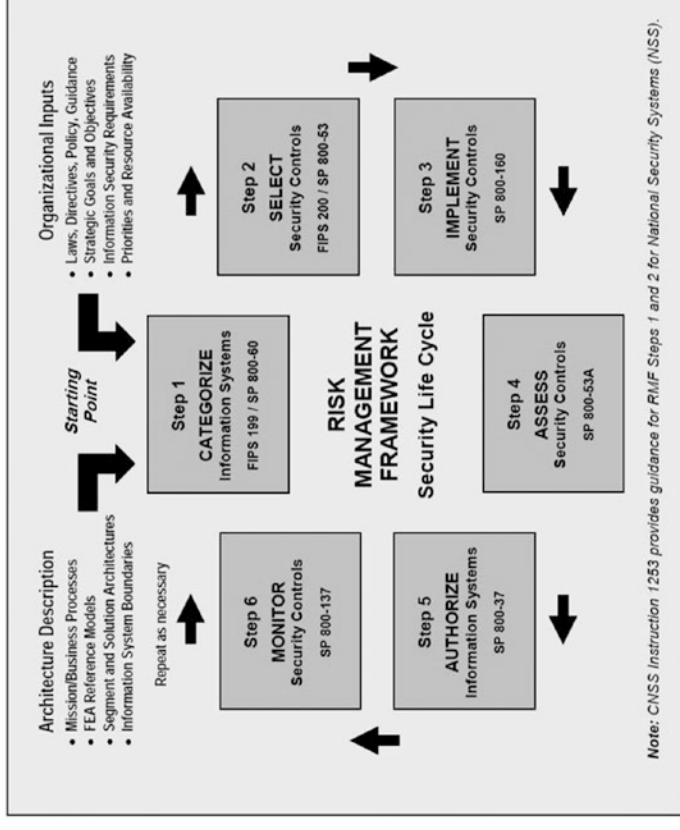 Architecture Description
• Mission/Business Processes
• FEA Reference Models
• Segment and Solution Architectures
• Information System Boundaries
Starting
Point
Organizational Inputs
• Laws, Directives, Policy, Guidance
• Strategic Goals and Objectives
• Information Security Requirements
• Priorities and Resource Availability
Repeat as necessary
Step 1
CATEGORIZE
Information Systems
FIPS 199 / SP 800-60
Step 2
SELECT
Security Controls
FIPS 200 / SP 800-53
Step 3
IMPLEMENT
Security Controls
SP 800-160
Step 4
ASSESS
Security Controls
SP 800-53A
Step 5
AUTHORIZE
Information Systems
SP 800-37
Step 6
MONITOR
Security Controls
SP 800-137
RISK
MANAGEMENT
FRAMEWORK
Security Life Cycle
Note: CNSS Instruction 1253 provides guidance for RMF Steps 1 and 2 for National Security Systems (NSS).